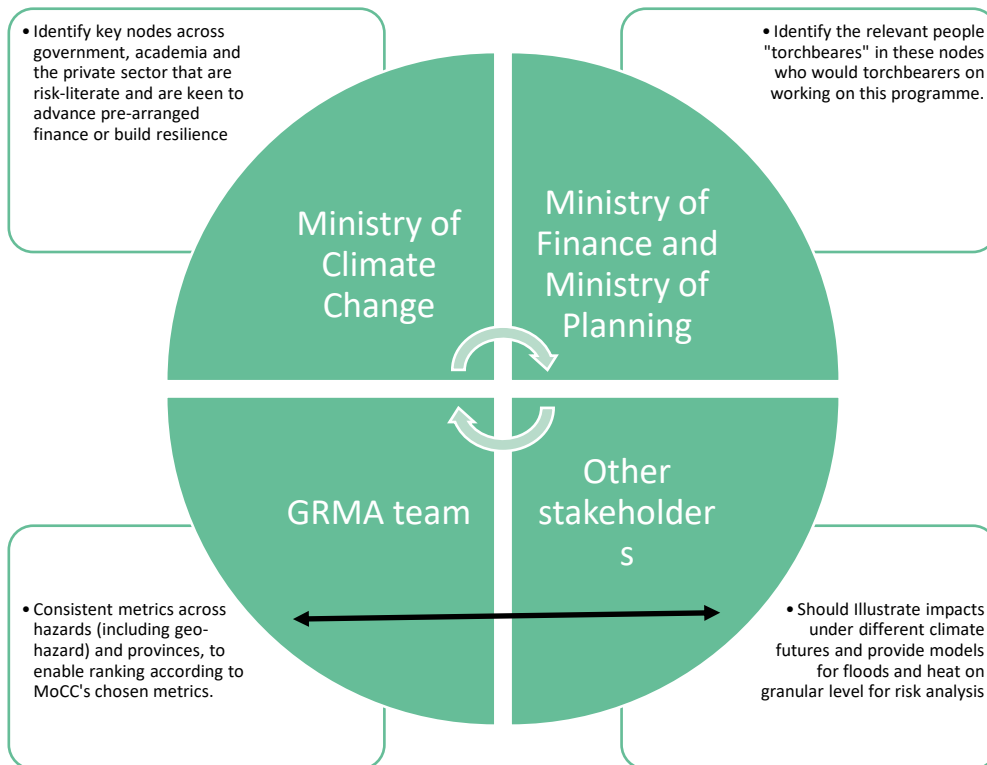 • Identify key nodes across
government, academia and
the private sector that are
risk-literate and are keen to
advance pre-arranged
finance or build resilience
• Identify the relevant people
"torchbeares" in these nodes
who would torchbearers on
working on this programme.
Ministry of
Climate
Change
Ministry of
Finance and
Ministry of
Planning
GRMA team
Other
stakeholder
s
• Consistent metrics across
hazards (including geo-
hazard) and provinces, to
enable ranking according to
MoCC's chosen metrics.
• Should Illustrate impacts
under different climate
futures and provide models
for floods and heat on
granular level for risk analysis